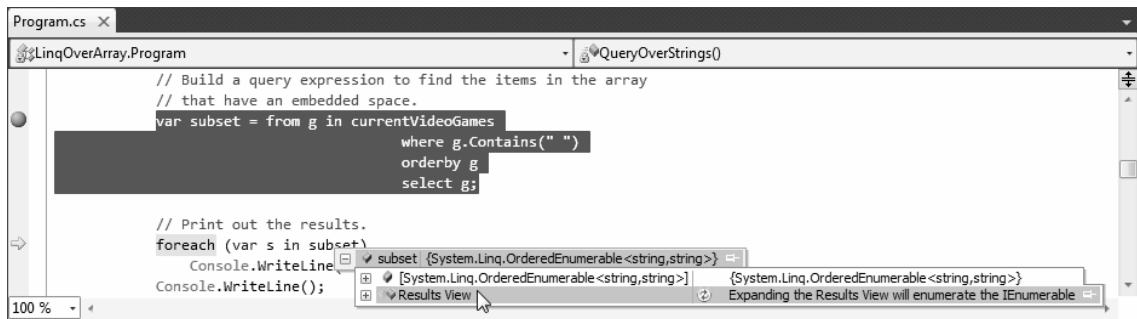 Program.cs
LinqOverArray.Program QueryOverStrings()
// Build a query expression to find the items in the array
// that have an embedded space.
var subset = from g in currentVideoGames
where g.Contains(" ")
orderby g
select g;
// Print out the results.
foreach (var s in subset)
subset {System.Linq.OrderedEnumerable<string,string>}
Console.WriteLine(
[System.Linq.OrderedEnumerable<string,string>] {System.Linq.OrderedEnumerable<string,string>}
Console.WriteLine();
Results View Expanding the Results View will enumerate the IEnumerable
100 %